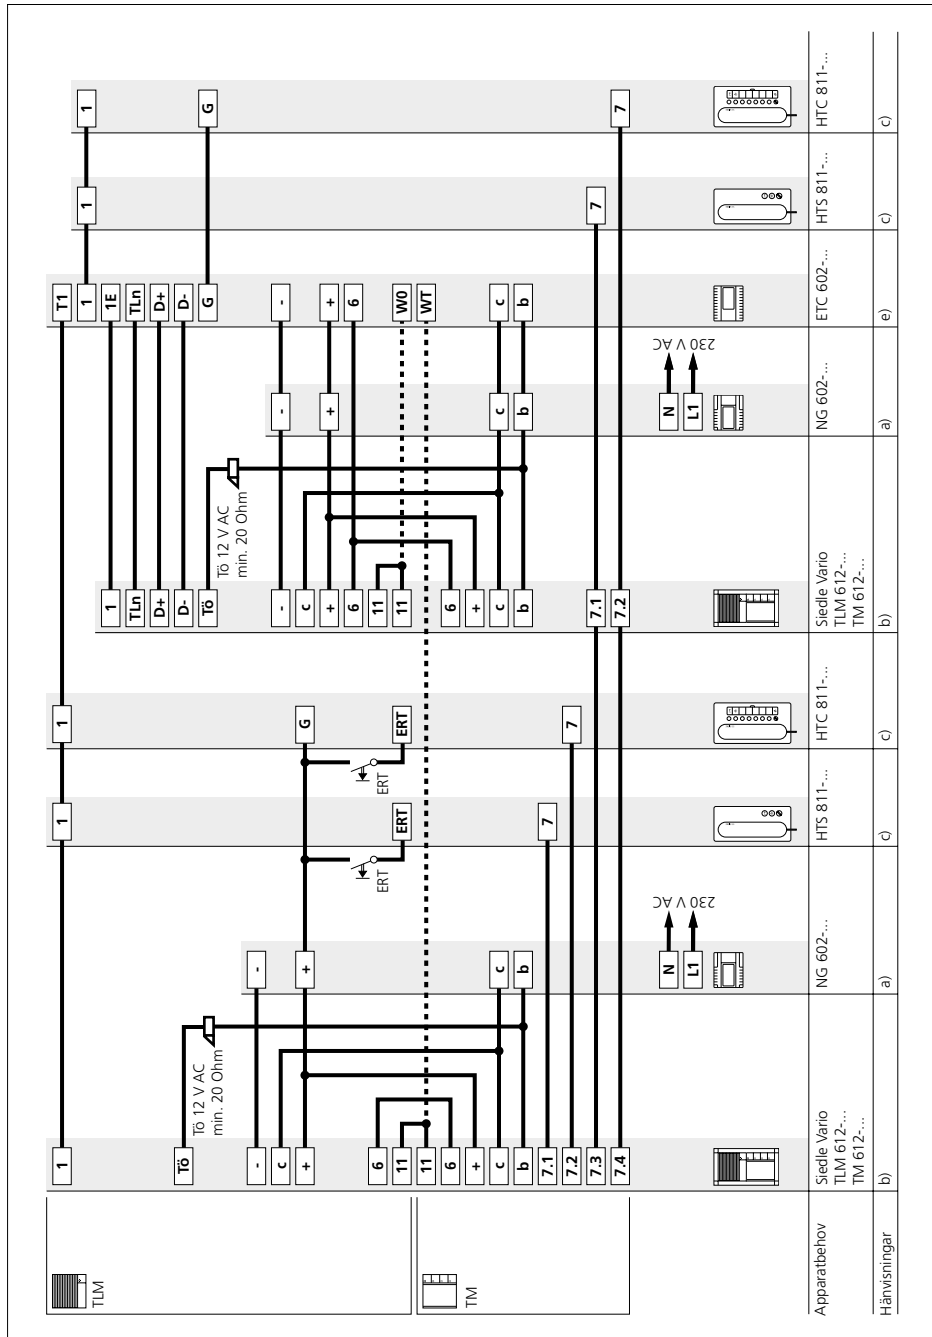 1 1 1 T1
1 1 1
TLM
1 1E
TLn TLn
D+ D+
Tö D- D-
Tö 12 V AC
min. 20 Ohm
Tö G G
Tö 12 V AC
min. 20 Ohm
- -
c - - -
+ + G c
+ + +
6 6
6 ERT ERT 11
11 ERT ERT 11 W0
11 WT
6 6
TM
+ +
c c c c c
b b b b b
7.1 7
7.2 7
7.3 7.1 7
7.4 7.2 7
N N
L1 L1
230 V AC 230 V AC
Apparatbehov
Siedle Vario
TLM 612-...
TM 612-...
NG 602-...
HTS 811-...
HTC 811-...
Siedle Vario
TLM 612-...
TM 612-...
NG 602-...
ETC 602-...
HTS 811-...
HTC 811-...
Hänvisningar b) a) c) c) b) a) e) c) c)